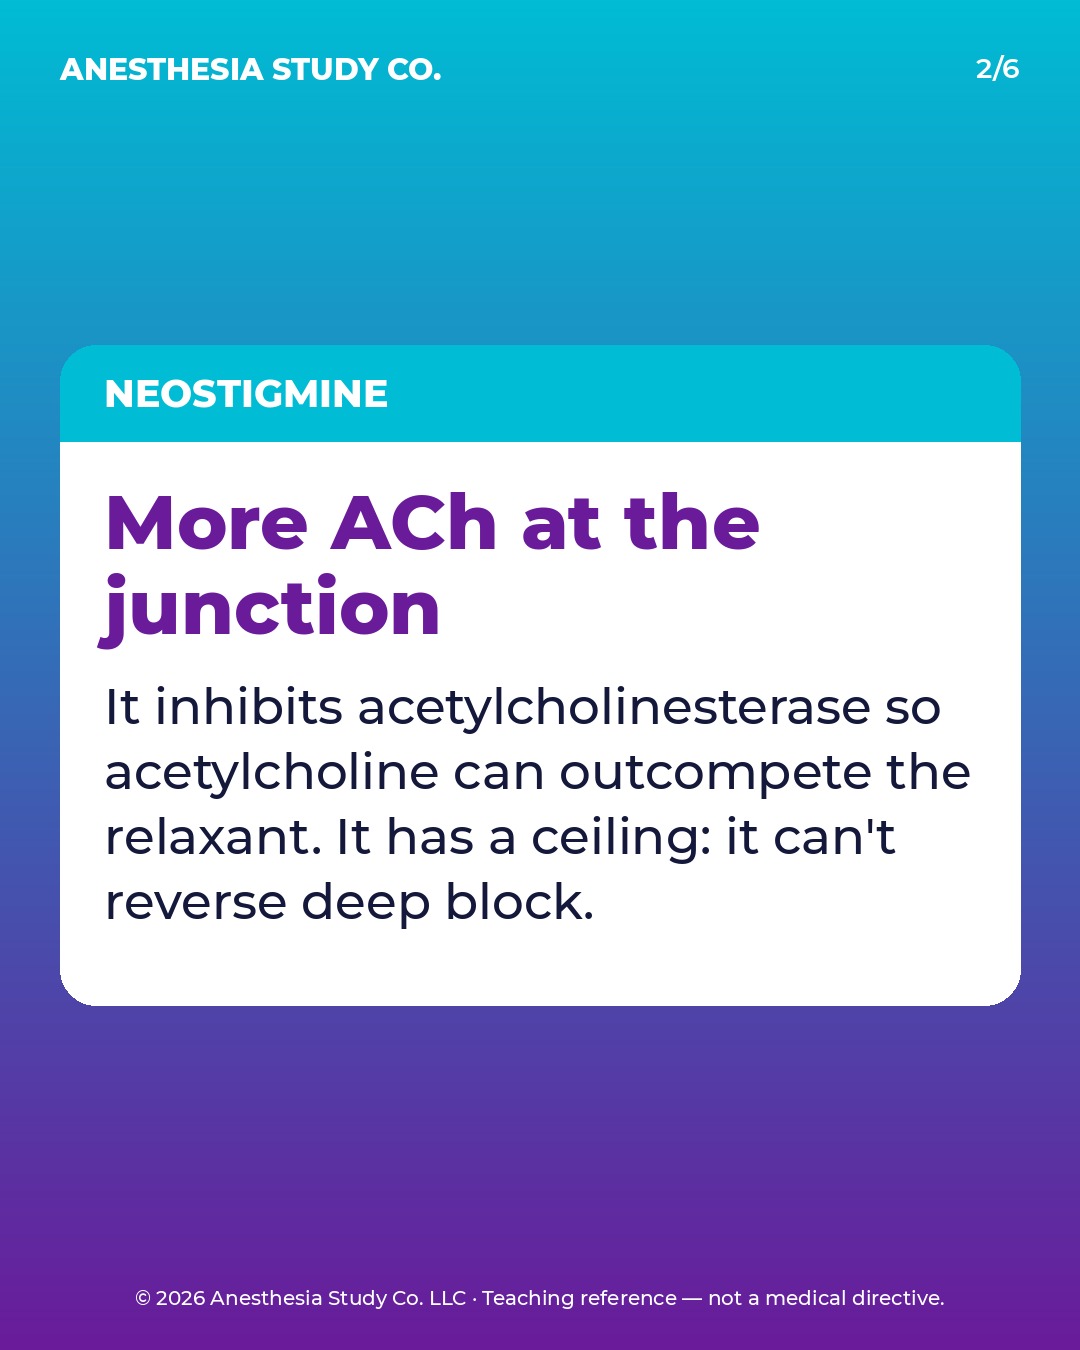 ANESTHESIA STUDY CO.
2/6
NEOSTIGMINE
More ACh at the
junction
It inhibits acetylcholinesterase so
acetylcholine can outcompete the
relaxant. It has a ceiling: it can't
reverse deep block.
© 2026 Anesthesia Study Co. LLC · Teaching reference — not a medical directive.